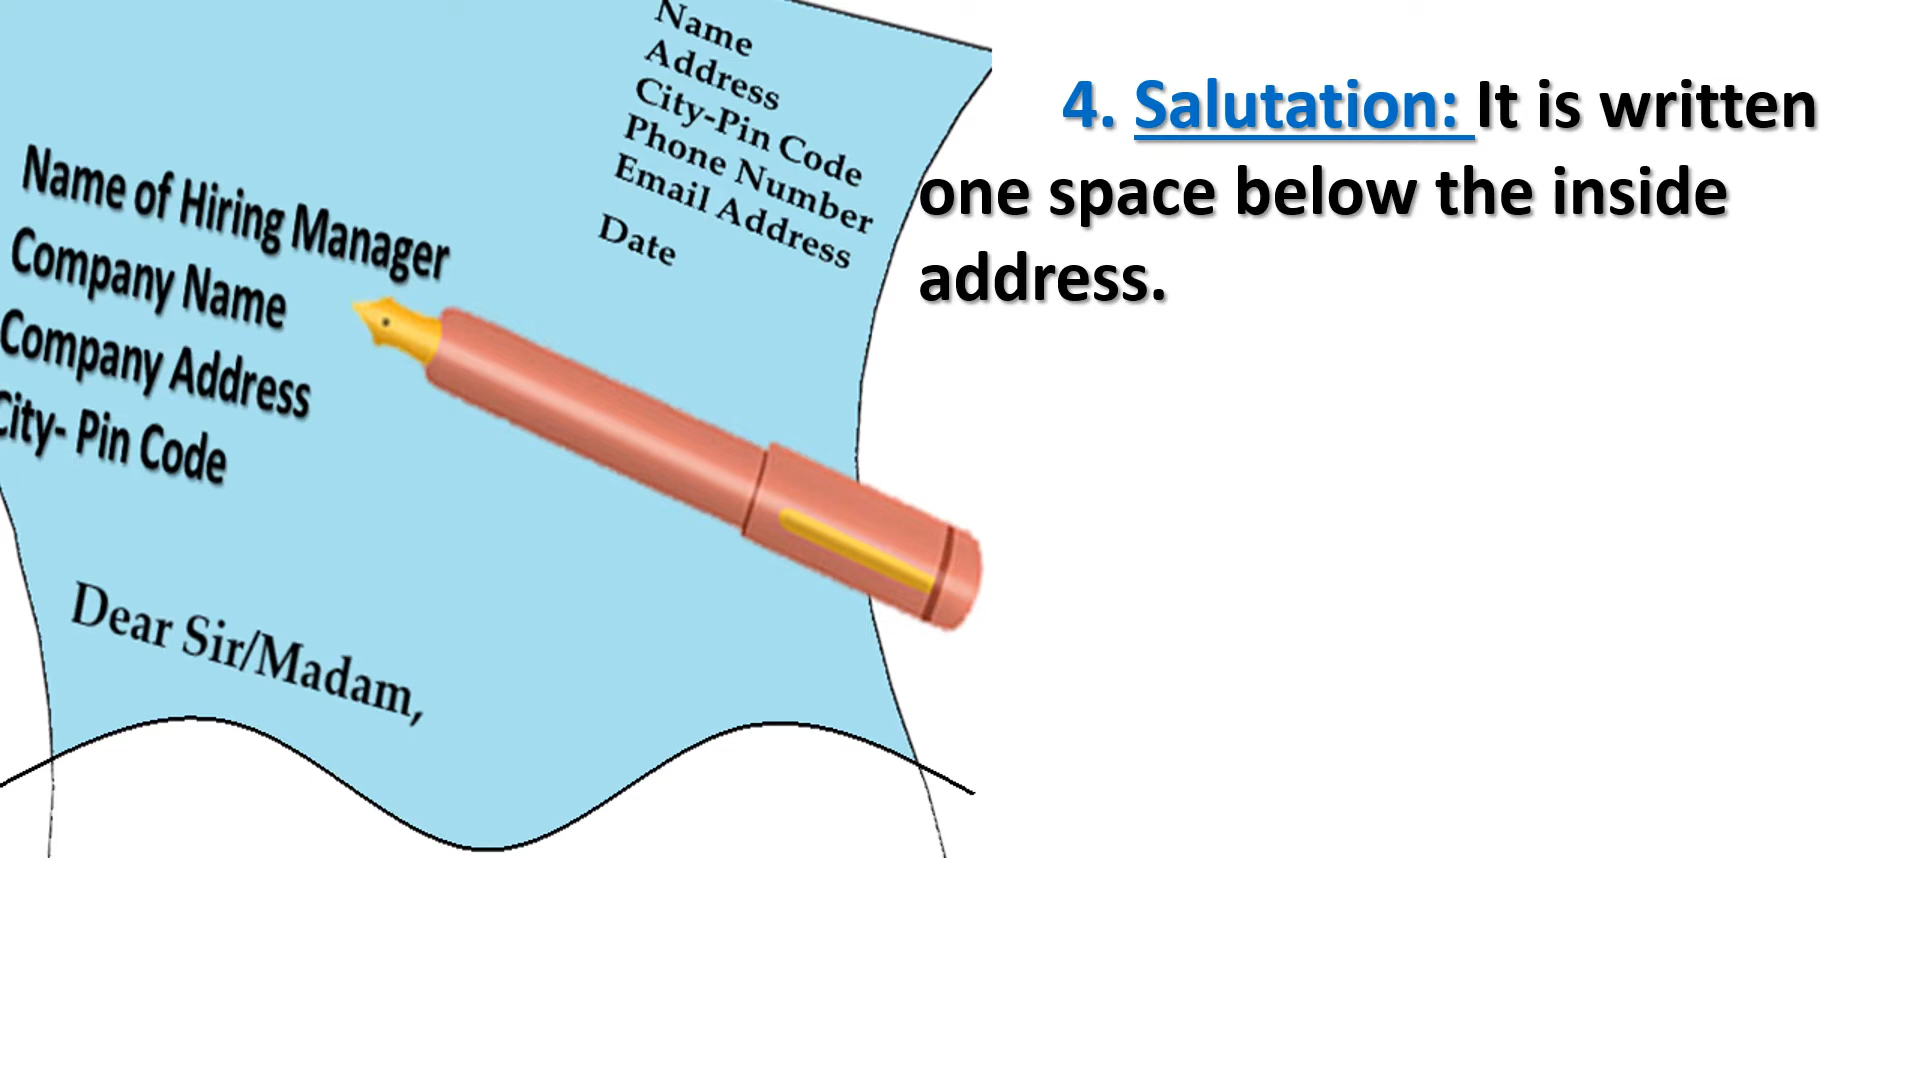 Name
Address
City-Pin Code
Phone Number
Email Address
Date
Name of Hiring Manager
Company Name
Company Address
City- Pin Code
Dear Sir/Madam,
4. Salutation: It is written
one space below the inside
address.